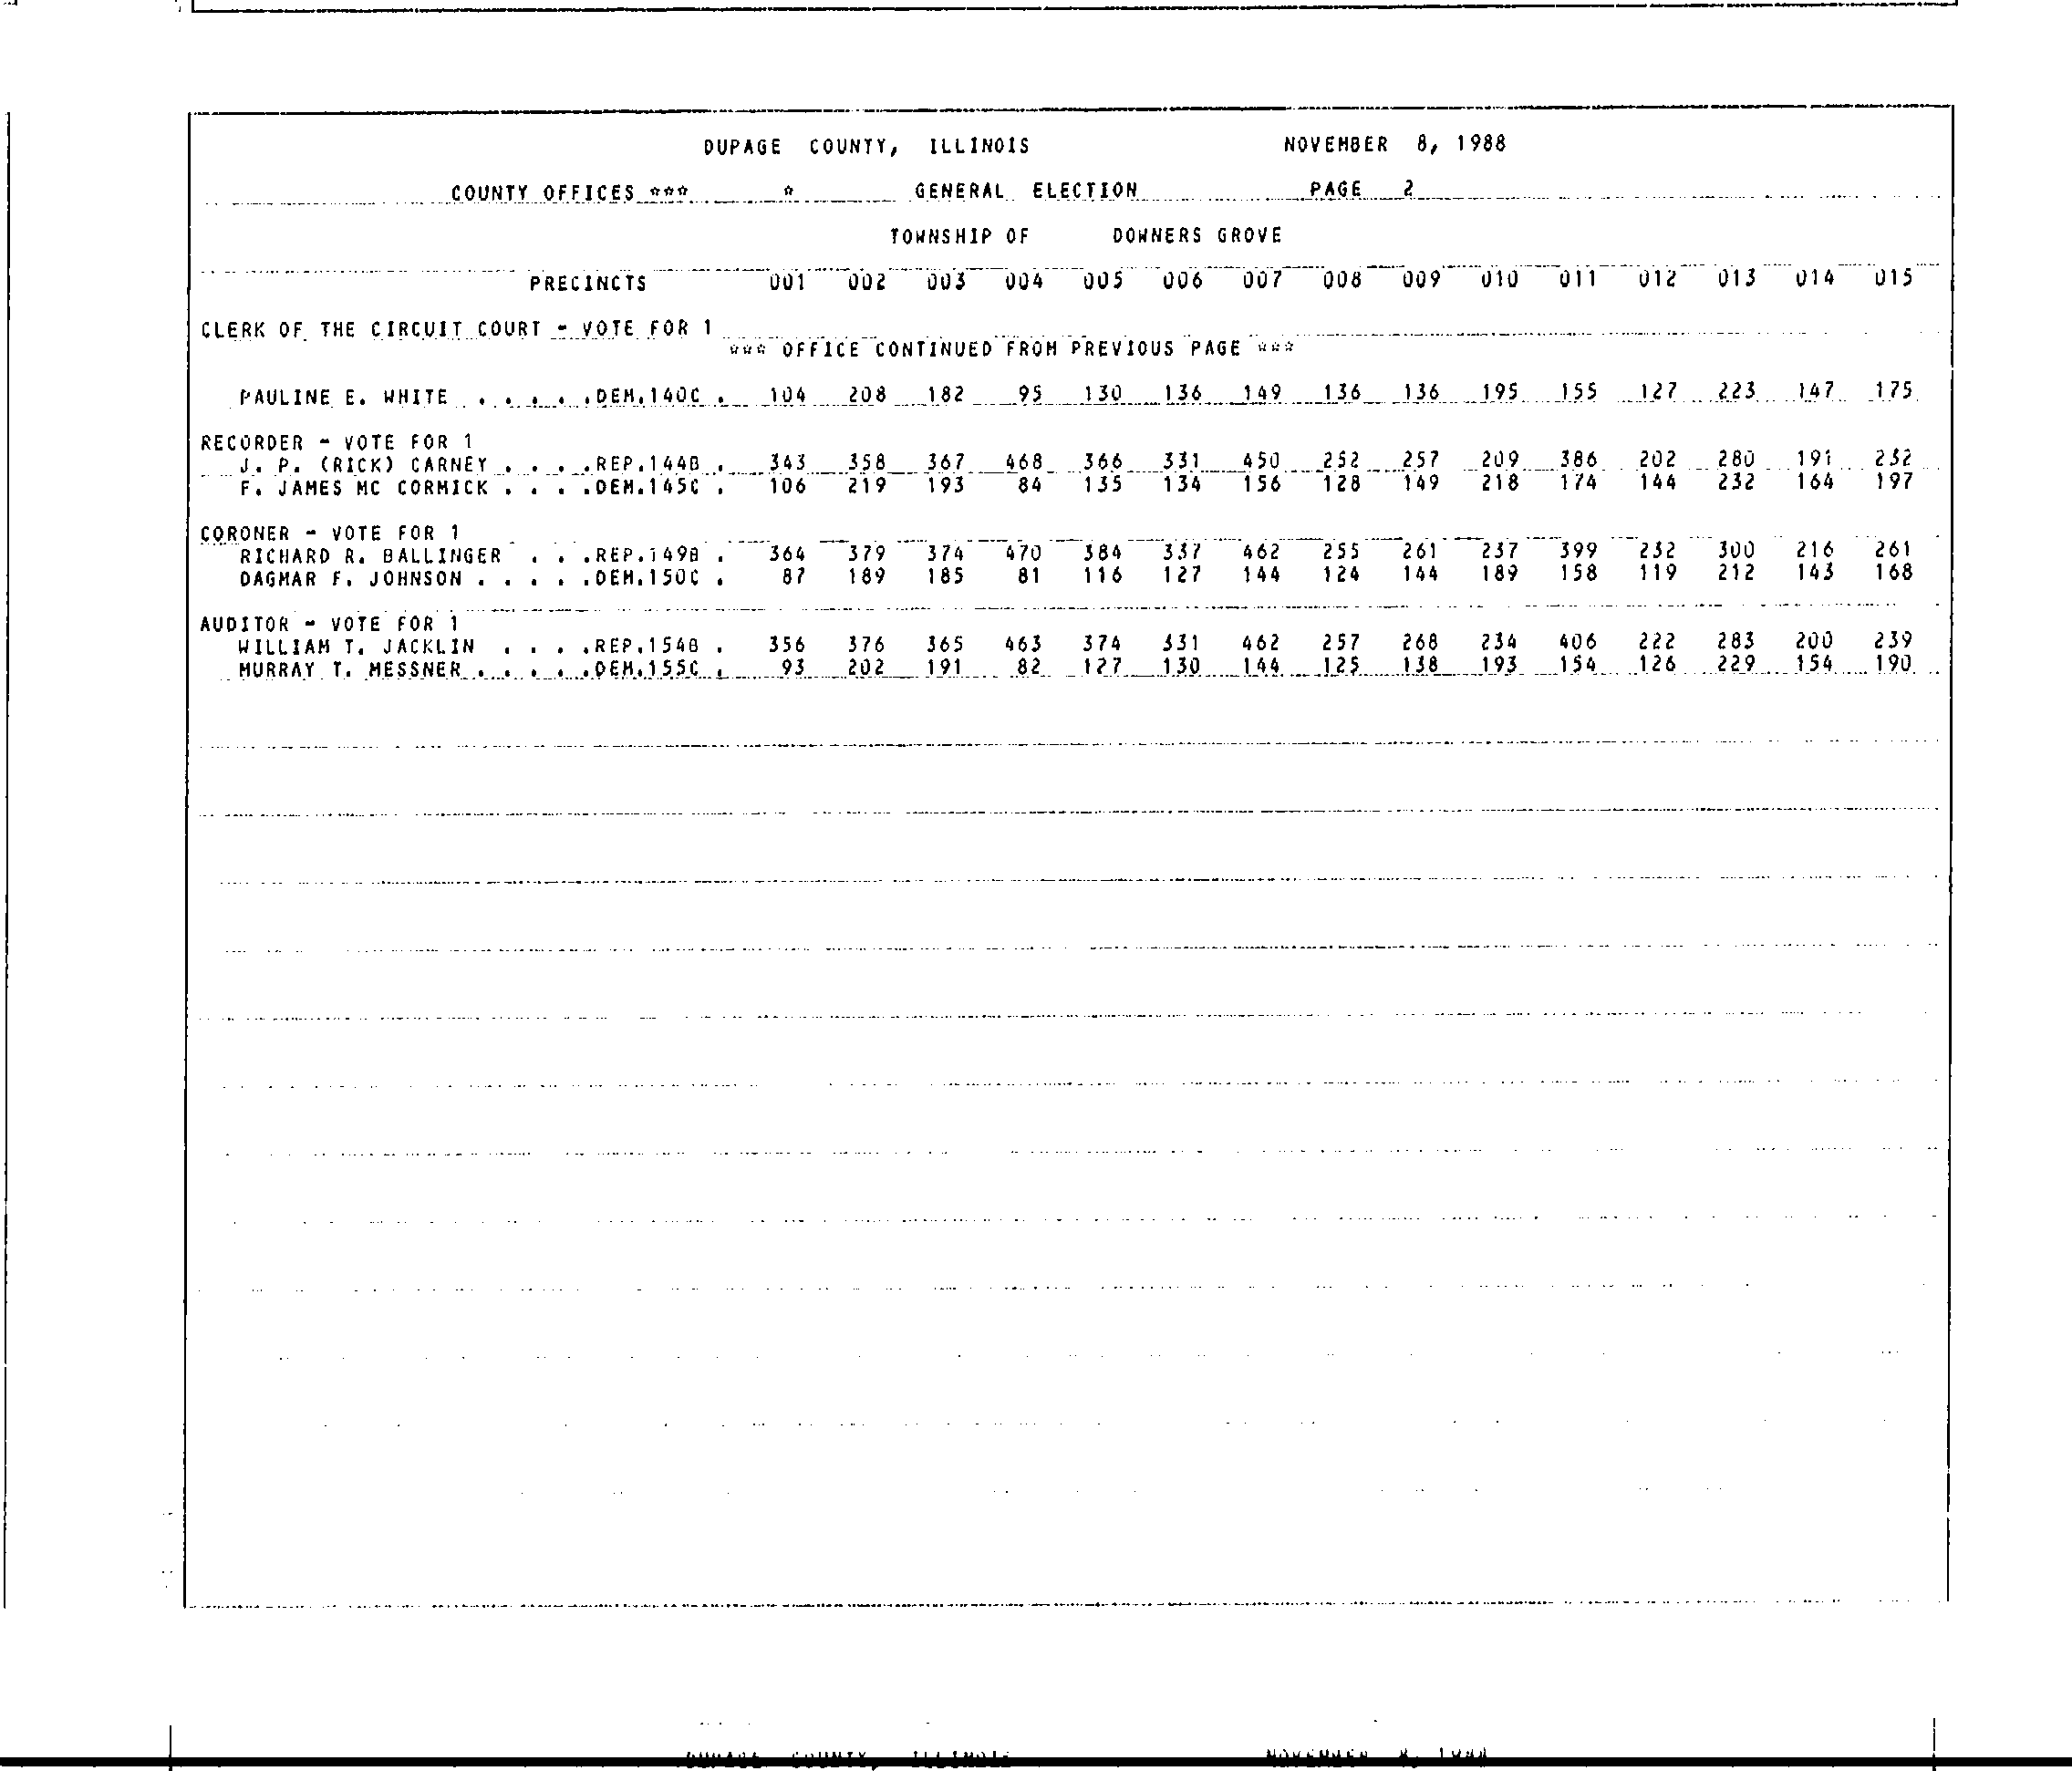 DUPAGE COUNTY, ILLINOIS NOVEMBER 8, 1988
COUNTY OFFICES *** * GENERAL ELECTION PAGE 2
TOWNSHIP OF DOWNERS GROVE
PRECINCTS 001 002 003 004 005 006 007 008 009 010 011 012 013 014 015
CLERK OF THE CIRCUIT COURT - VOTE FOR 1
*** OFFICE CONTINUED FROM PREVIOUS PAGE ***
PAULINE E. WHITE . . . . .DEM.140C . 104 208 182 95 130 136 149 136 136 195 155 127 223 147 175
RECORDER - VOTE FOR 1
J. P. (RICK) CARNEY . . . .REP.144B . 343 358 367 468 366 331 450 252 257 209 386 202 280 191 232
F. JAMES MC CORMICK . . . .DEM.145C . 106 219 193 84 135 134 156 128 149 218 174 144 232 164 197
CORONER - VOTE FOR 1
RICHARD R. BALLINGER . . .REP.149B . 364 379 374 470 384 337 462 255 261 237 399 232 300 216 261
DAGMAR F. JOHNSON . . . . .DEM.150C . 87 189 185 81 116 127 144 124 144 189 158 119 212 143 168
AUDITOR - VOTE FOR 1
WILLIAM T. JACKLIN . . . .REP.154B . 356 376 365 463 374 331 462 257 268 234 406 222 283 200 239
MURRAY T. MESSNER . . . . .DEM.155C . 93 202 191 82 127 130 144 125 138 193 154 126 229 154 190